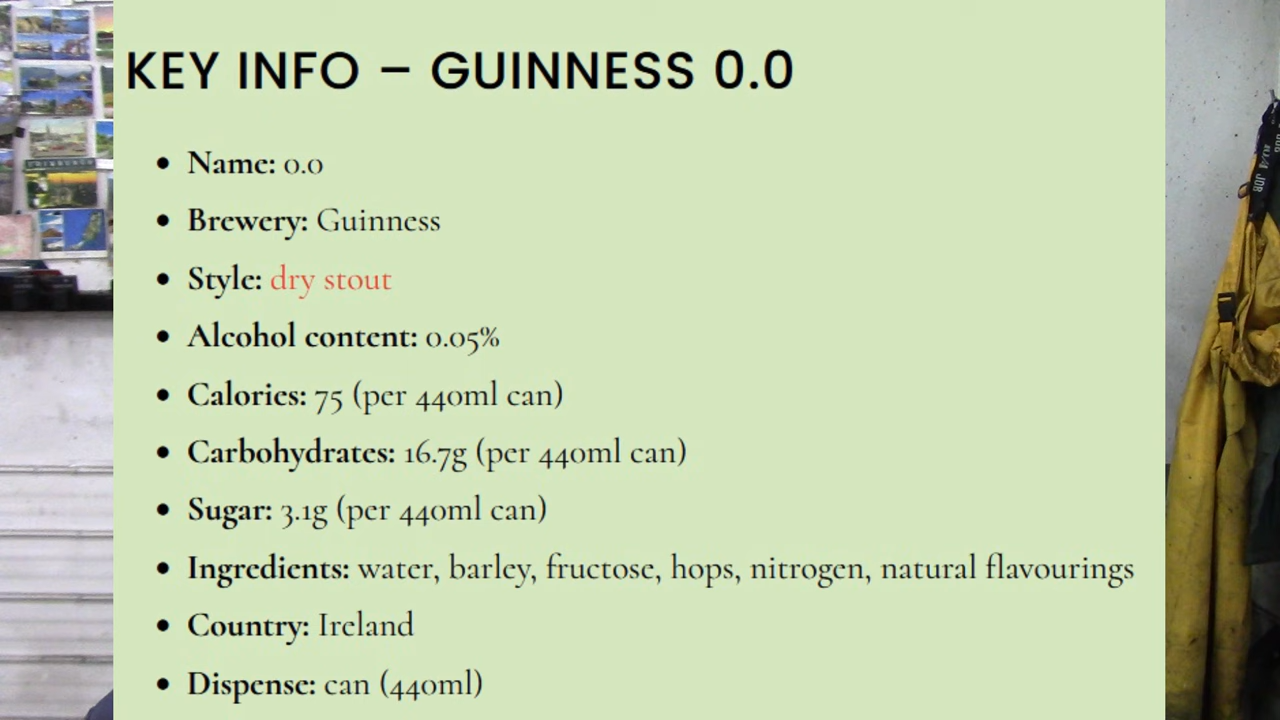 KEY INFO – GUINNESS 0.0
Name: 0.0
Brewery: Guinness
Style: dry stout
Alcohol content: 0.05%
Calories: 75 (per 440ml can)
Carbohydrates: 16.7g (per 440ml can)
Sugar: 3.1g (per 440ml can)
Ingredients: water, barley, fructose, hops, nitrogen, natural flavourings
Country: Ireland
Dispense: can (440ml)